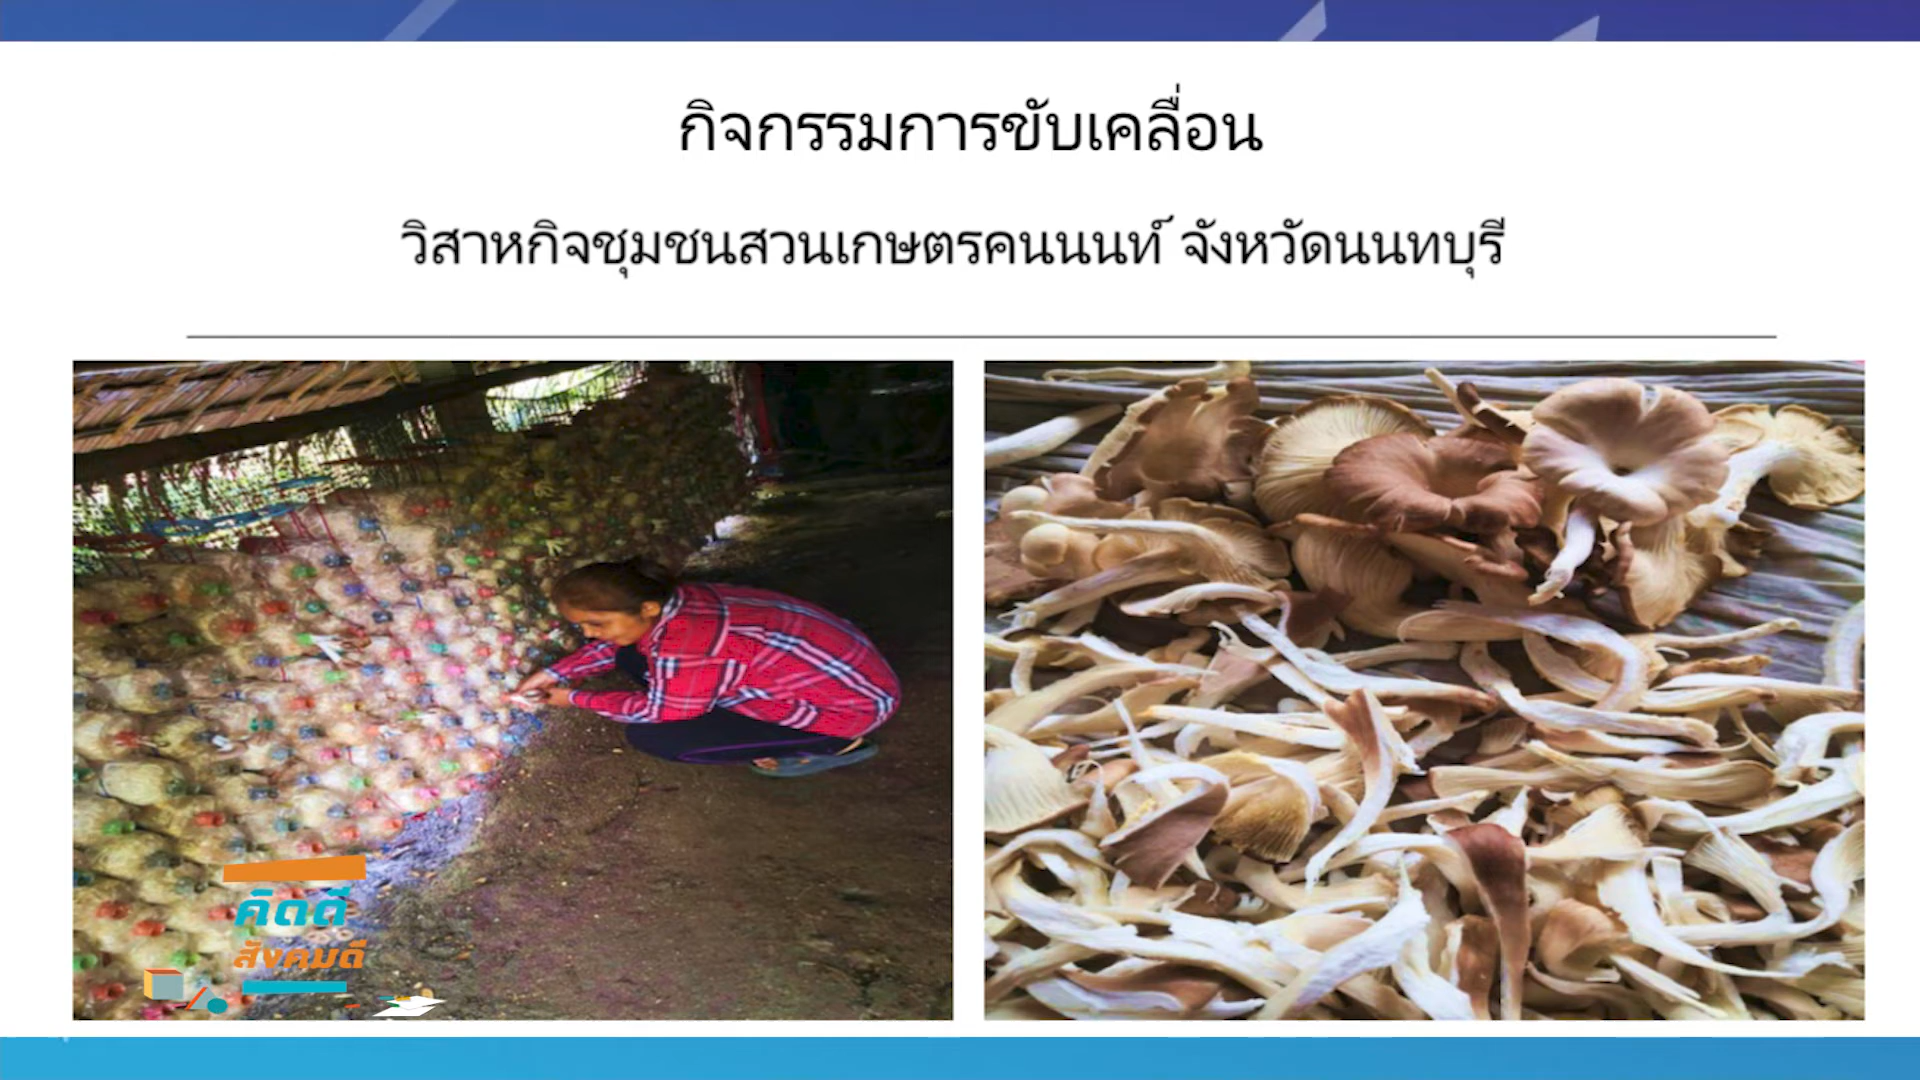 กิจกรรมการขับเคลื่อน
วิสาหกิจชุมชนสวนเกษตรคนนนท์ จังหวัดนนทบุรี
คิดดี
สังคมดี